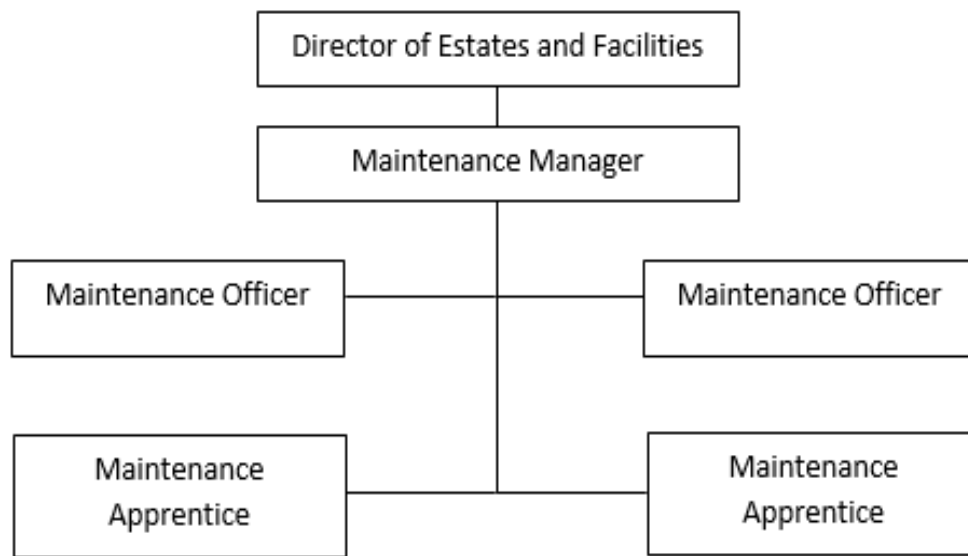 Director of Estates and Facilities
Maintenance Manager
Maintenance Officer
Maintenance Officer
Maintenance
Apprentice
Maintenance
Apprentice